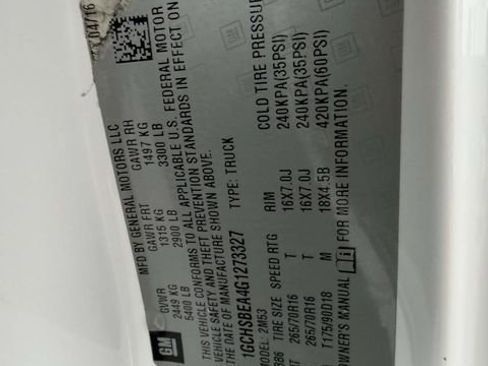 04/16
GM
MFD BY GENERAL MOTORS LLC
GVWR GAWR FRT GAWR RR
2449 KG 1315 KG 1497 KG
5400 LB 2900 LB 3300 LB
THIS VEHICLE CONFORMS TO ALL APPLICABLE U.S. FEDERAL MOTOR
VEHICLE SAFETY AND THEFT PREVENTION STANDARDS IN EFFECT ON
THE DATE OF MANUFACTURE SHOWN ABOVE.
1GCHSBEA4G1273327 TYPE: TRUCK
MODEL: 2M53
TIRE SIZE SPEED RTG RIM COLD TIRE PRESSURE
265/70R16 T 16X7.0J 240KPA(35PSI)
265/70R16 T 16X7.0J 240KPA(35PSI)
T175/90D18 M 18X4.5B 420KPA(60PSI)
OWNER'S MANUAL FOR MORE INFORMATION.